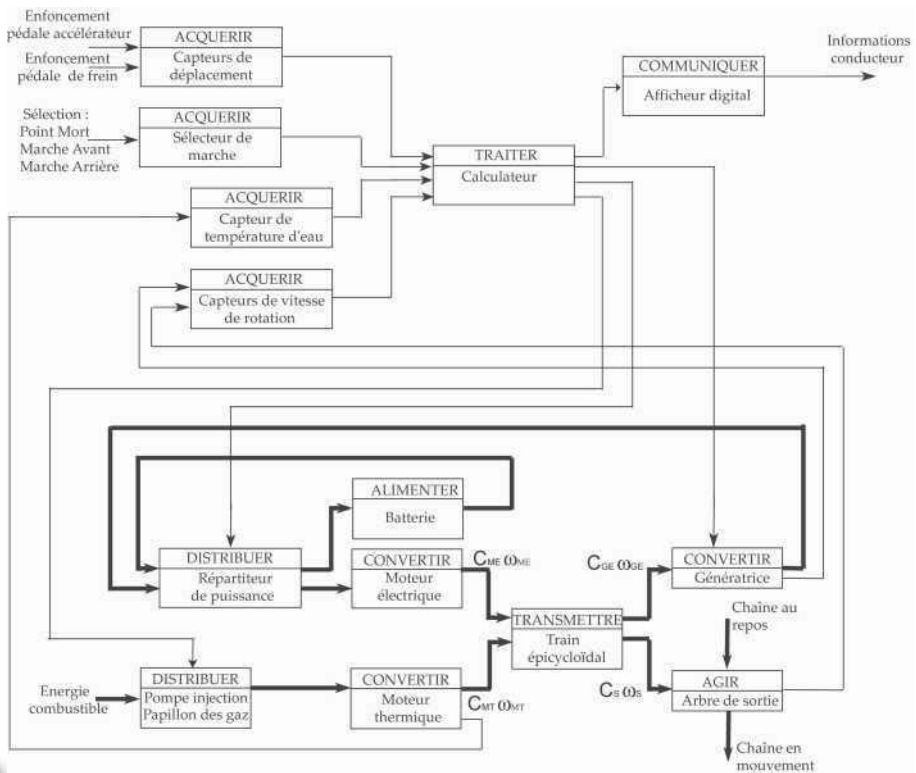 Enfoncement
pédale accélérateur
Enfoncement
pédale de frein
ACQUERIR
Capteurs de
déplacement
Informations
conducteur
COMMUNIQUER
Afficheur digital
Sélection :
Point Mort
Marche Avant
Marche Arrière
ACQUERIR
Sélecteur de
marche
TRAITER
Calculateur
ACQUERIR
Capteur de
température d'eau
ACQUERIR
Capteurs de vitesse
de rotation
ALIMENTER
Batterie
DISTRIBUER
Répartiteur
de puissance
CONVERTIR
Moteur
électrique
CME ωME
CGE ωGE
CONVERTIR
Génératrice
TRANSMETTRE
Train
épicycloïdal
Chaîne au
repos
Energie
combustible
DISTRIBUER
Pompe injection
Papillon des gaz
CONVERTIR
Moteur
thermique
CMT ωMT
CS ωS
AGIR
Arbre de sortie
Chaîne en
mouvement